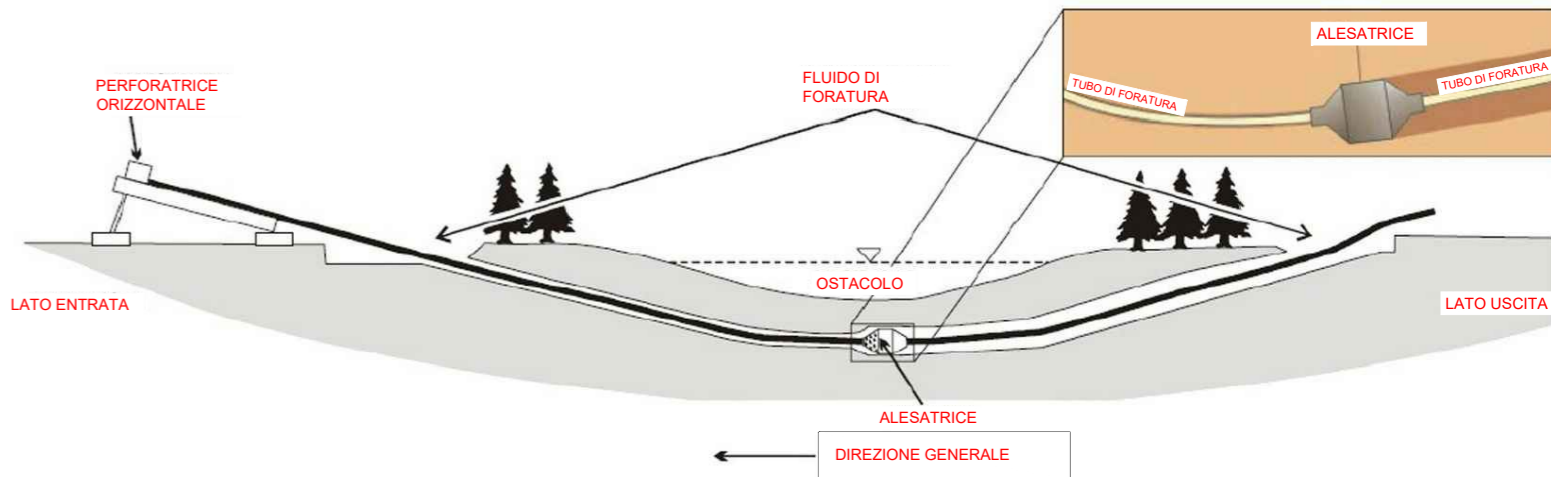 ALESATRICE
PERFORATRICE
ORIZZONTALE
FLUIDO DI
FORATURA
TUBO DI FORATURA
TUBO DI FORATURA
LATO ENTRATA
OSTACOLO
LATO USCITA
ALESATRICE
DIREZIONE GENERALE